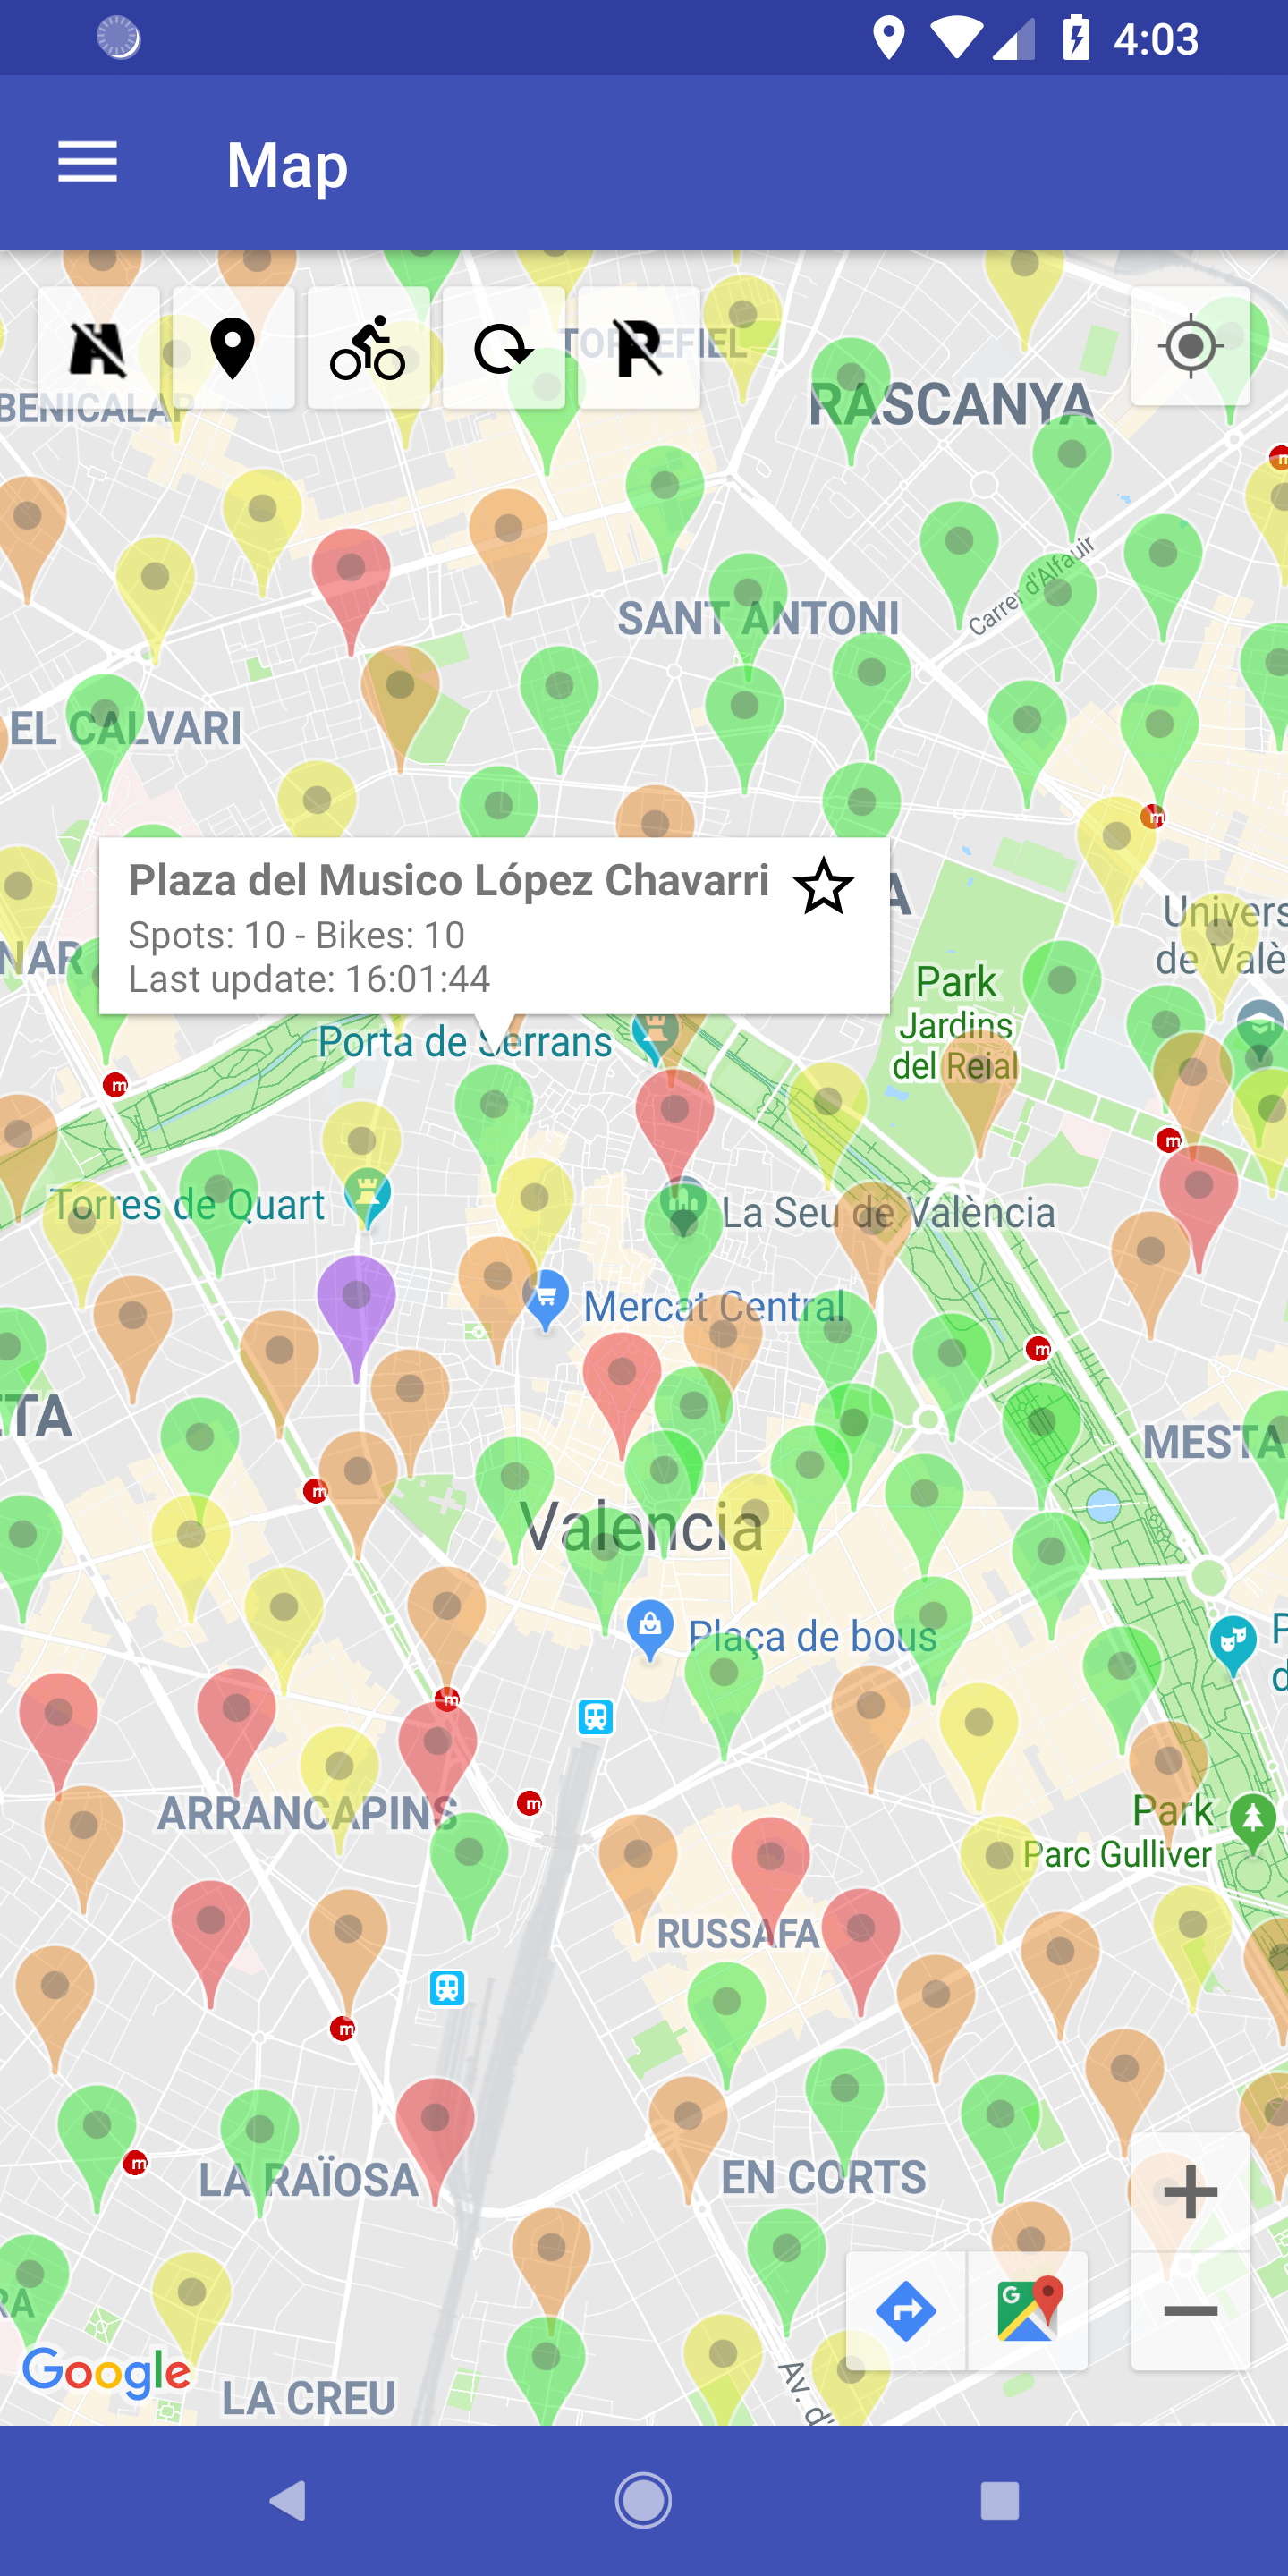 4:03
Map
TORREFIEL
BENICALAP
RASCANYA
Carrer d'Alfauir
SANT ANTONI
EL CALVARI
Plaza del Musico López Chavarri
Spots: 10 - Bikes: 10
Last update: 16:01:44
A
Univers
de Valè
NAR
Park
Jardins
del Reial
Porta de Serrans
m
m
m
Torres de Quart
La Seu de València
Mercat Central
m
TA
MESTA
m
Valencia
Plaça de bous
P
d
m
ARRANCAPINS
m
Park
Parc Gulliver
RUSSAFA
m
m
LA RAÏOSA
EN CORTS
RA
G
Google
LA CREU
Av. d'